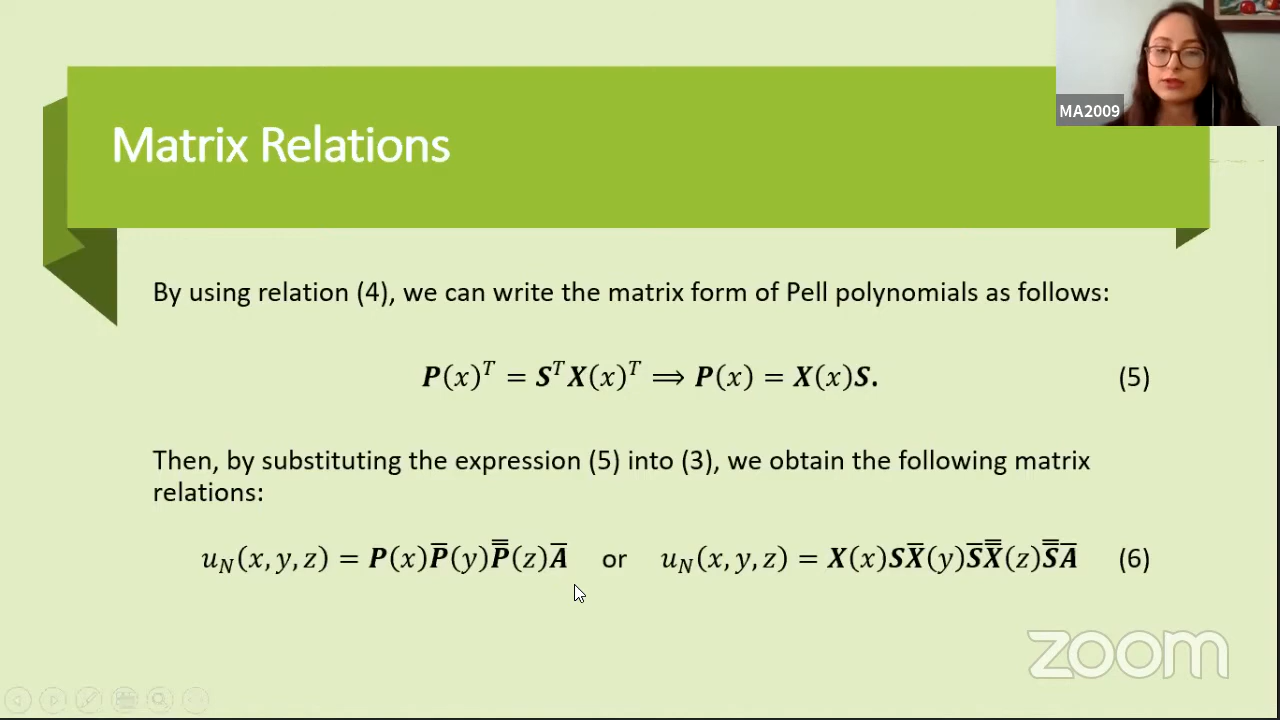 MA2009
Matrix Relations
By using relation (4), we can write the matrix form of Pell polynomials as follows:
𝑷(𝑥)ᵀ = 𝑺ᵀ𝑿(𝑥)ᵀ ⟹ 𝑷(𝑥) = 𝑿(𝑥)𝑺. (5)
Then, by substituting the expression (5) into (3), we obtain the following matrix
relations:
𝑢_𝑁(𝑥, 𝑦, 𝑧) = 𝑷(𝑥)𝑷̅(𝑦)𝑷̳̅(𝑧)𝑨̅ or 𝑢_𝑁(𝑥, 𝑦, 𝑧) = 𝑿(𝑥)𝑺𝑿̅(𝑦)𝑺̅𝑿̿(𝑧)𝑺̿𝑨̅ (6)
zoom